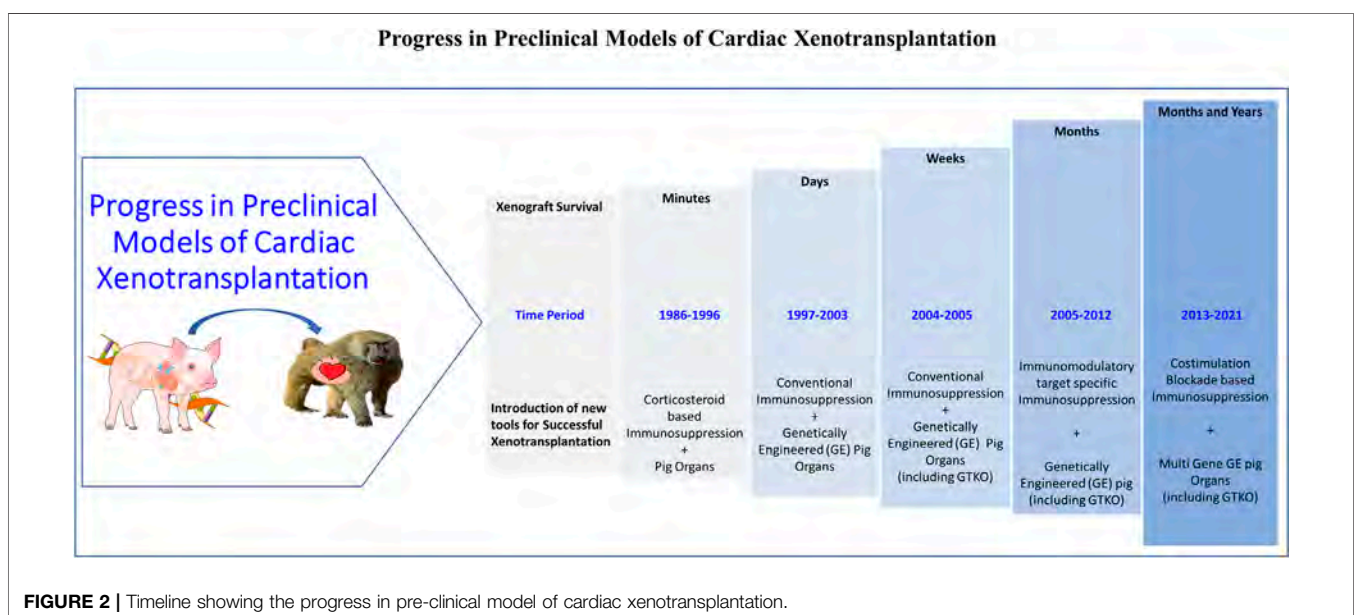 Progress in Preclinical Models of Cardiac Xenotransplantation
Progress in Preclinical
Models of Cardiac
Xenotransplantation
Xenograft Survival
Minutes
Days
Weeks
Months
Months and Years
Time Period
1986-1996
1997-2003
2004-2005
2005-2012
2013-2021
Introduction of new
tools for Successful
Xenotransplantation
Corticosteroid
based
Immunosuppression
+
Pig Organs
Conventional
Immunosuppression
+
Genetically
Engineered (GE) Pig
Organs
Conventional
Immunosuppression
+
Genetically
Engineered (GE) Pig
Organs
(including GTKO)
Immunomodulatory
target specific
Immunosuppression
+
Genetically
Engineered (GE) pig
(including GTKO)
Costimulation
Blockade based
Immunosuppression
+
Multi Gene GE pig
Organs
(including GTKO)
FIGURE 2 | Timeline showing the progress in pre-clinical model of cardiac xenotransplantation.